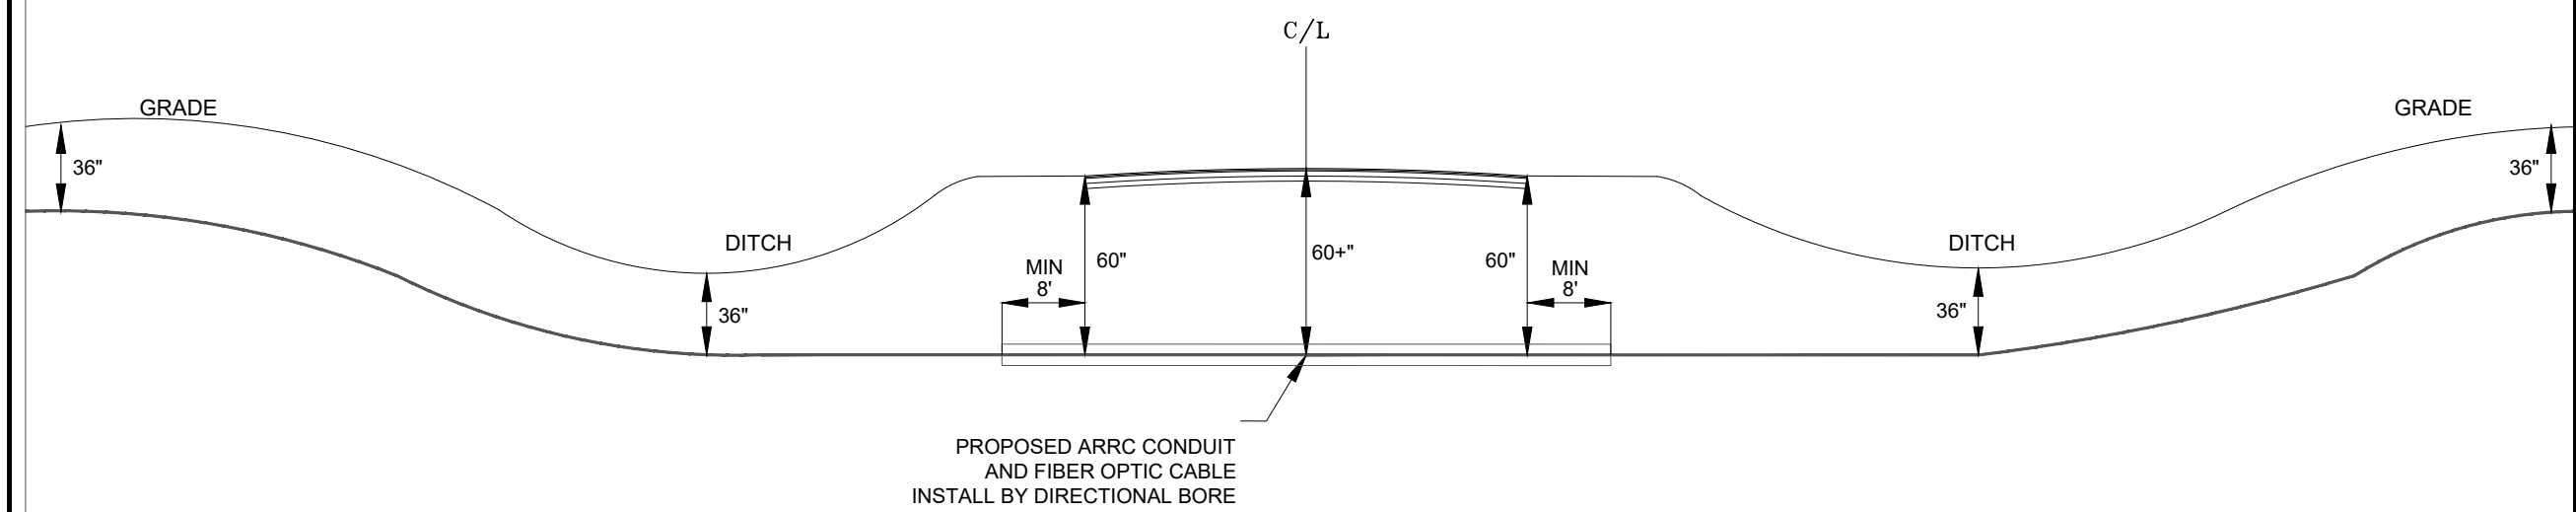 C/L
GRADE
GRADE
36"
36"
DITCH
DITCH
60"
60+"
60"
MIN
8'
MIN
8'
36"
36"
PROPOSED ARRC CONDUIT
AND FIBER OPTIC CABLE
INSTALL BY DIRECTIONAL BORE